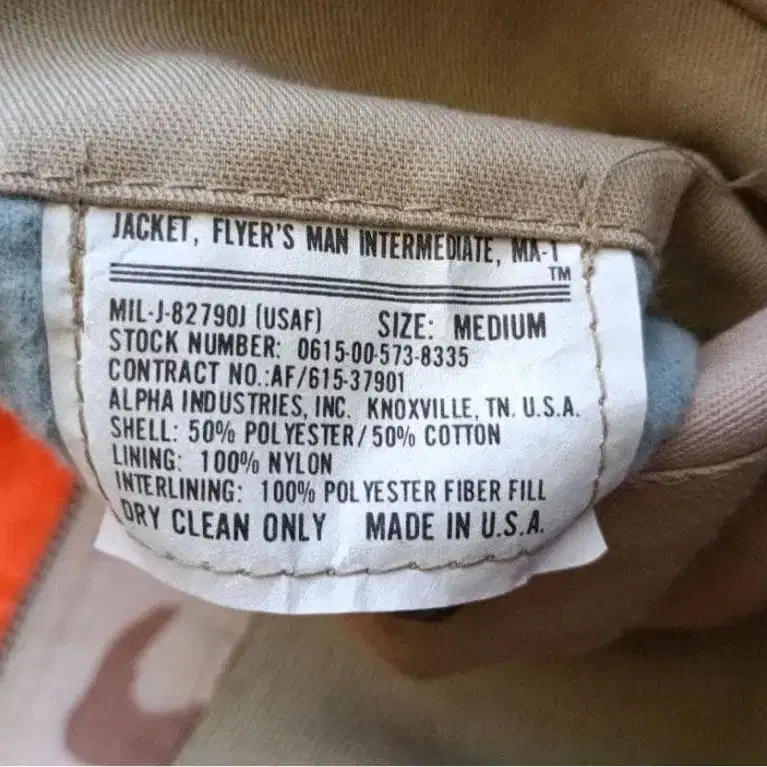 JACKET, FLYER'S MAN INTERMEDIATE, MA-1
TM
MIL-J-82790J (USAF) SIZE: MEDIUM
STOCK NUMBER: 0615-00-573-8335
CONTRACT NO.:AF/615-37901
ALPHA INDUSTRIES, INC. KNOXVILLE, TN. U.S.A.
SHELL: 50% POLYESTER/50% COTTON
LINING: 100% NYLON
INTERLINING: 100% POLYESTER FIBER FILL
DRY CLEAN ONLY MADE IN U.S.A.